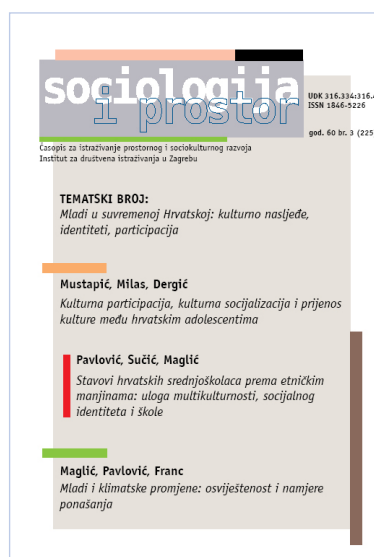 sociologija
i prostor
UDK 316.334:316.
ISSN 1846-5226
god. 60 br. 3 (225
Časopis za istraživanje prostornog i sociokulturnog razvoja
Institut za društvena istraživanja u Zagrebu
TEMATSKI BROJ:
Mladi u suvremenoj Hrvatskoj: kulturno nasljeđe,
identiteti, participacija
Mustapić, Milas, Dergić
Kulturna participacija, kulturna socijalizacija i prijenos
kulture među hrvatskim adolescentima
Pavlović, Sučić, Maglić
Stavovi hrvatskih srednjoškolaca prema etničkim
manjinama: uloga multikulturnosti, socijalnog
identiteta i škole
Maglić, Pavlović, Franc
Mladi i klimatske promjene: osviještenost i namjere
ponašanja